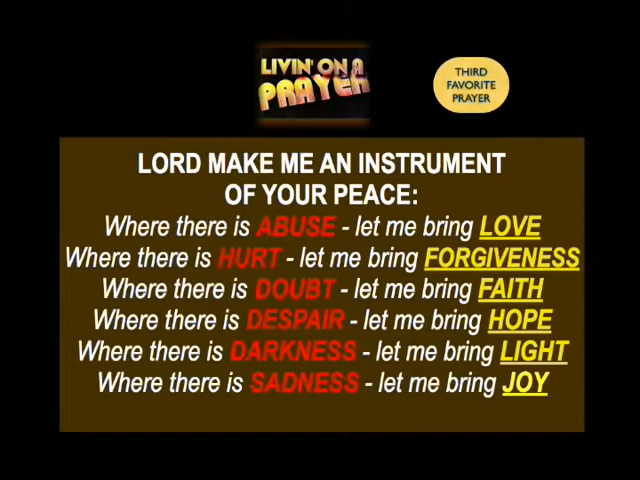 LIVIN' ON A
PRAYER
THIRD
FAVORITE
PRAYER
LORD MAKE ME AN INSTRUMENT
OF YOUR PEACE:
Where there is ABUSE - let me bring LOVE
Where there is HURT - let me bring FORGIVENESS
Where there is DOUBT - let me bring FAITH
Where there is DESPAIR - let me bring HOPE
Where there is DARKNESS - let me bring LIGHT
Where there is SADNESS - let me bring JOY